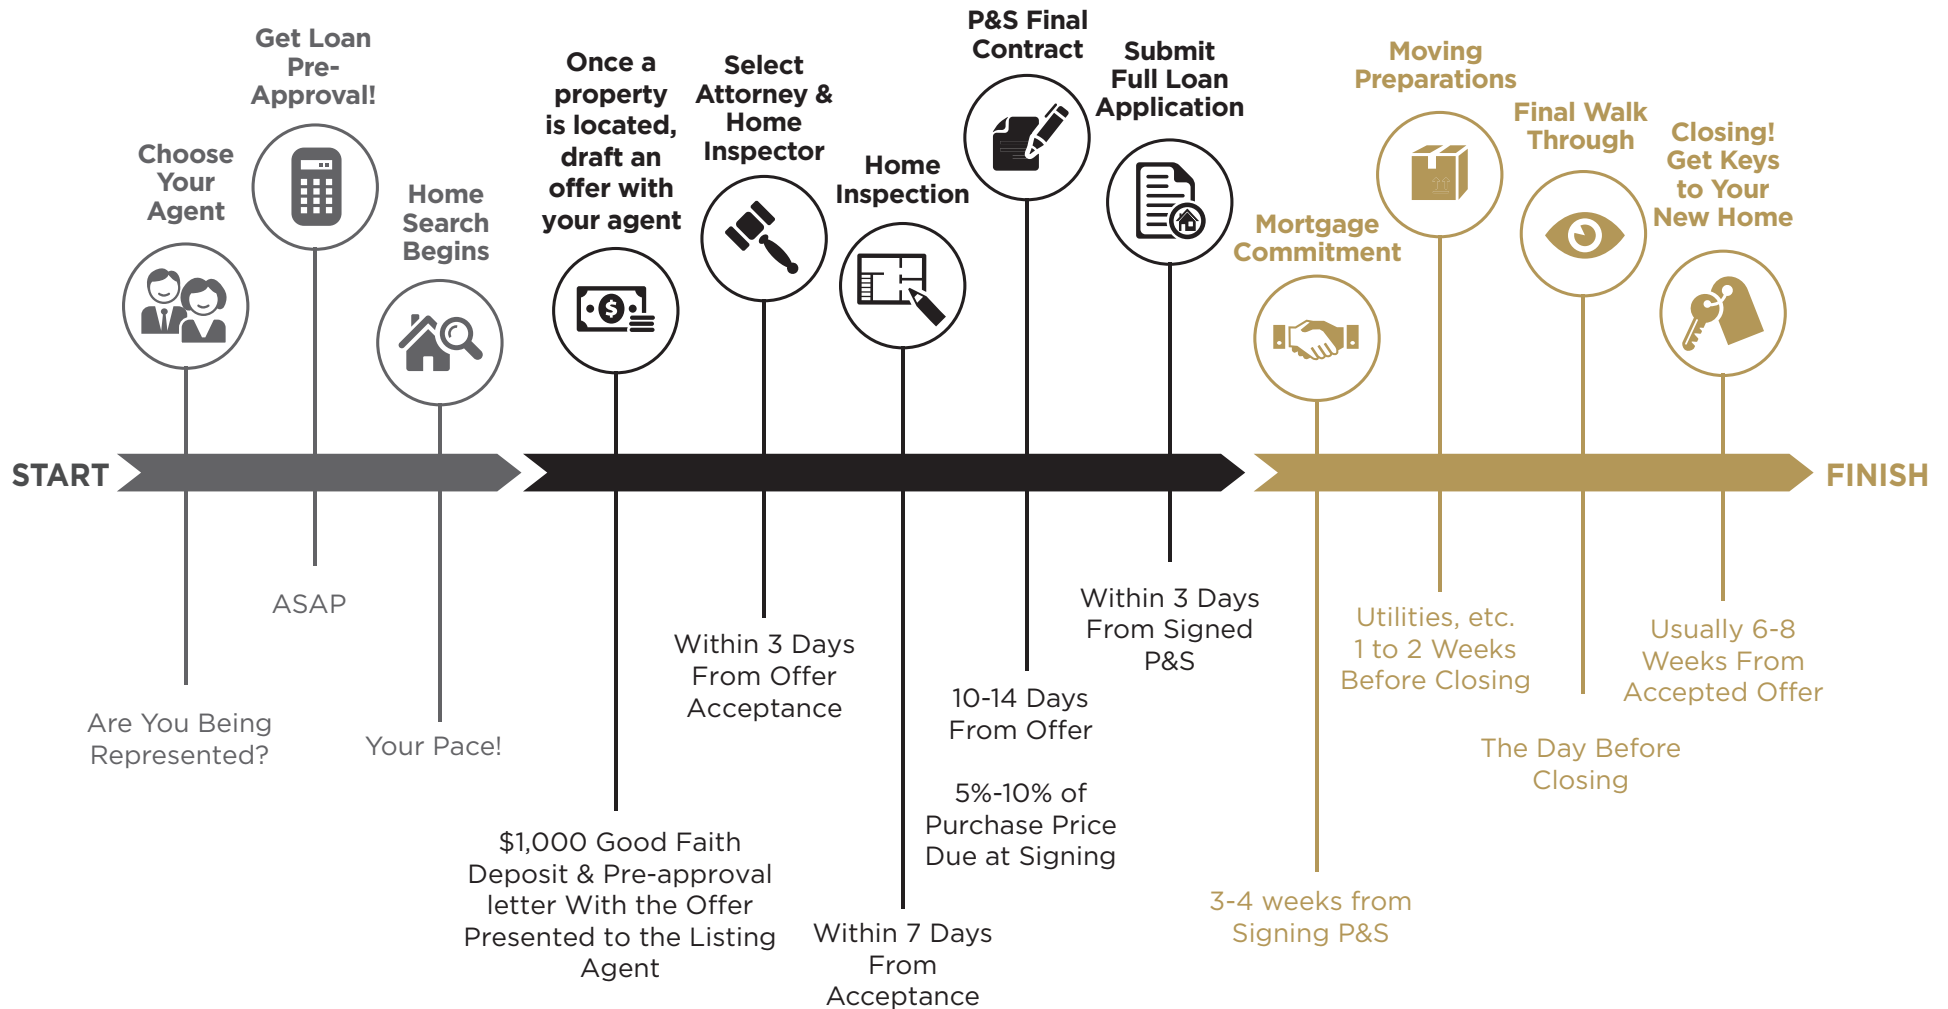 START
Choose
Your
Agent
Are You Being
Represented?
Get Loan
Pre-
Approval!
ASAP
Home
Search
Begins
Your Pace!
Once a
property
is located,
draft an
offer with
your agent
$
$1,000 Good Faith
Deposit & Pre-approval
letter With the Offer
Presented to the Listing
Agent
Select
Attorney &
Home
Inspector
Within 3 Days
From Offer
Acceptance
Home
Inspection
Within 7 Days
From
Acceptance
P&S Final
Contract
10-14 Days
From Offer
5%-10% of
Purchase Price
Due at Signing
Submit
Full Loan
Application
Within 3 Days
From Signed
P&S
Mortgage
Commitment
3-4 weeks from
Signing P&S
Moving
Preparations
Utilities, etc.
1 to 2 Weeks
Before Closing
Final Walk
Through
The Day Before
Closing
Closing!
Get Keys
to Your
New Home
Usually 6-8
Weeks From
Accepted Offer
FINISH